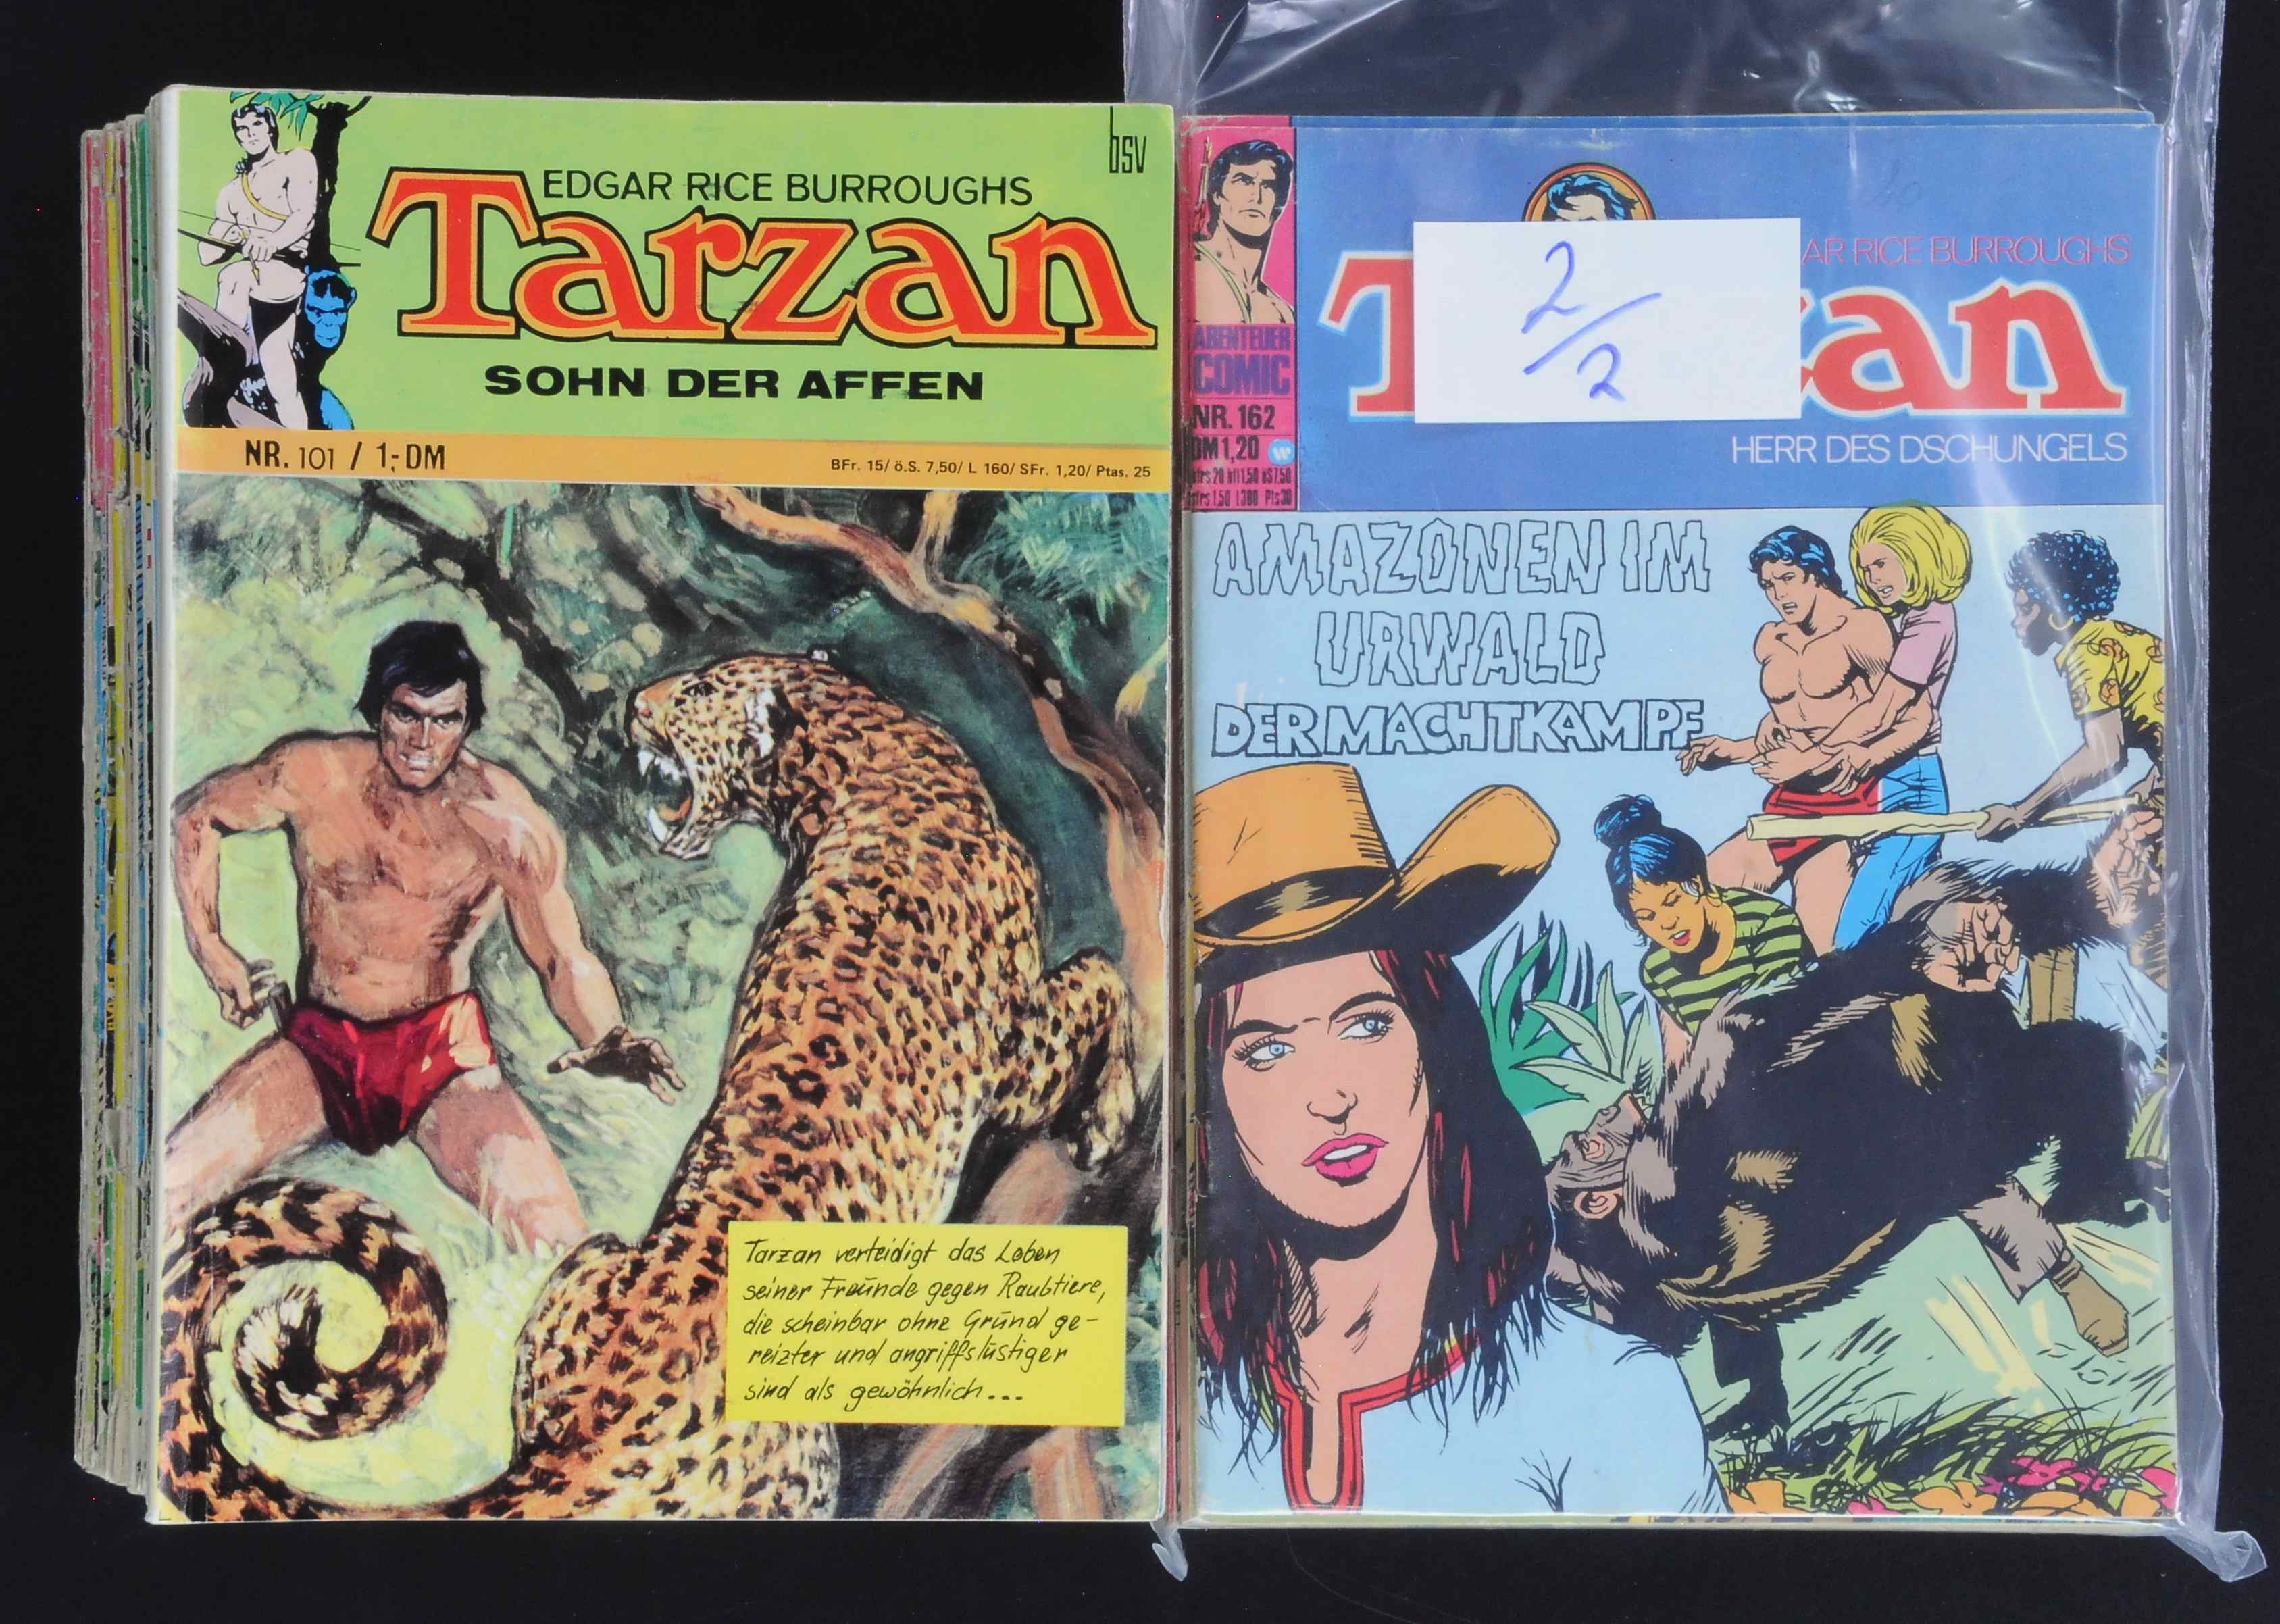 bsv
EDGAR RICE BURROUGHS
Tarzan
SOHN DER AFFEN
NR. 101 / 1,-DM
BFr. 15/ ö.S. 7,50/ L 160/ SFr. 1,20/ Ptas. 25
Tarzan verteidigt das Leben
seiner Freunde gegen Raubtiere,
die scheinbar ohne Grund ge-
reizter und angriffslustiger
sind als gewöhnlich...
2/2
AR RICE BURROUGHS
T zan
HERR DES DSCHUNGELS
ABENTEUER
COMIC
NR. 162
DM 1,20
AMAZONEN IM
URWALD
DER MACHTKAMPF